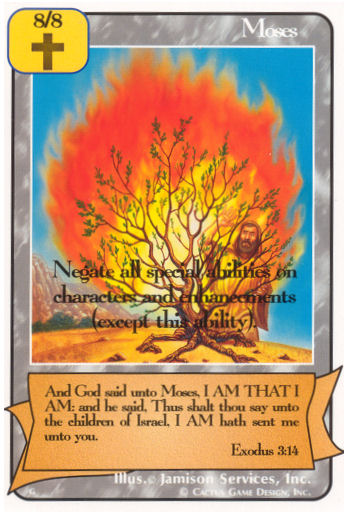 8/8
Moses
Negate all special abilities on
characters and enhancements
(except this ability).
And God said unto Moses, I AM THAT I
AM: and he said, Thus shalt thou say unto
the children of Israel, I AM hath sent me
unto you.
Exodus 3:14
Illus.© Jamison Services, Inc.
G
© Cactus Game Design, Inc.